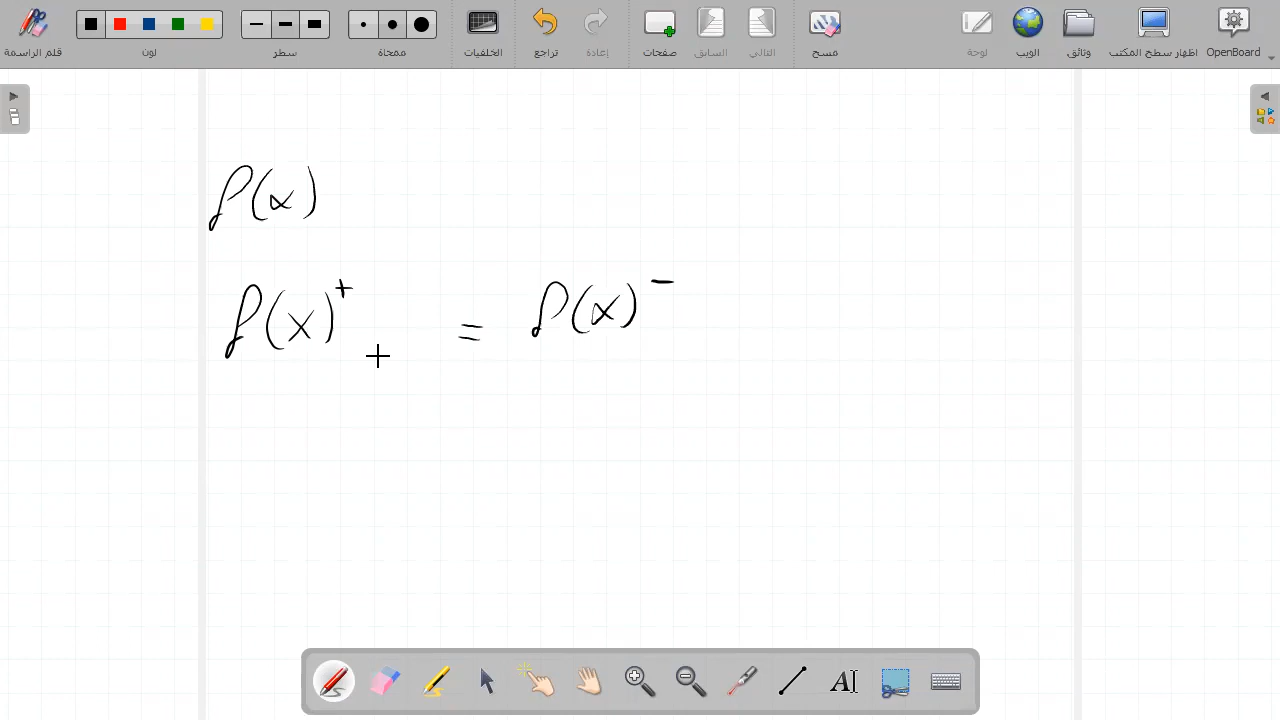 قلم الراسمة
لون
سطر
ممحاة
الخلفيات
تراجع
إعادة
صفحات
السابق
التالي
مسح
لوحة
الويب
وثائق
اظهار سطح المكتب
OpenBoard
f(x)
f(x)⁺ = f(x)⁻
AI